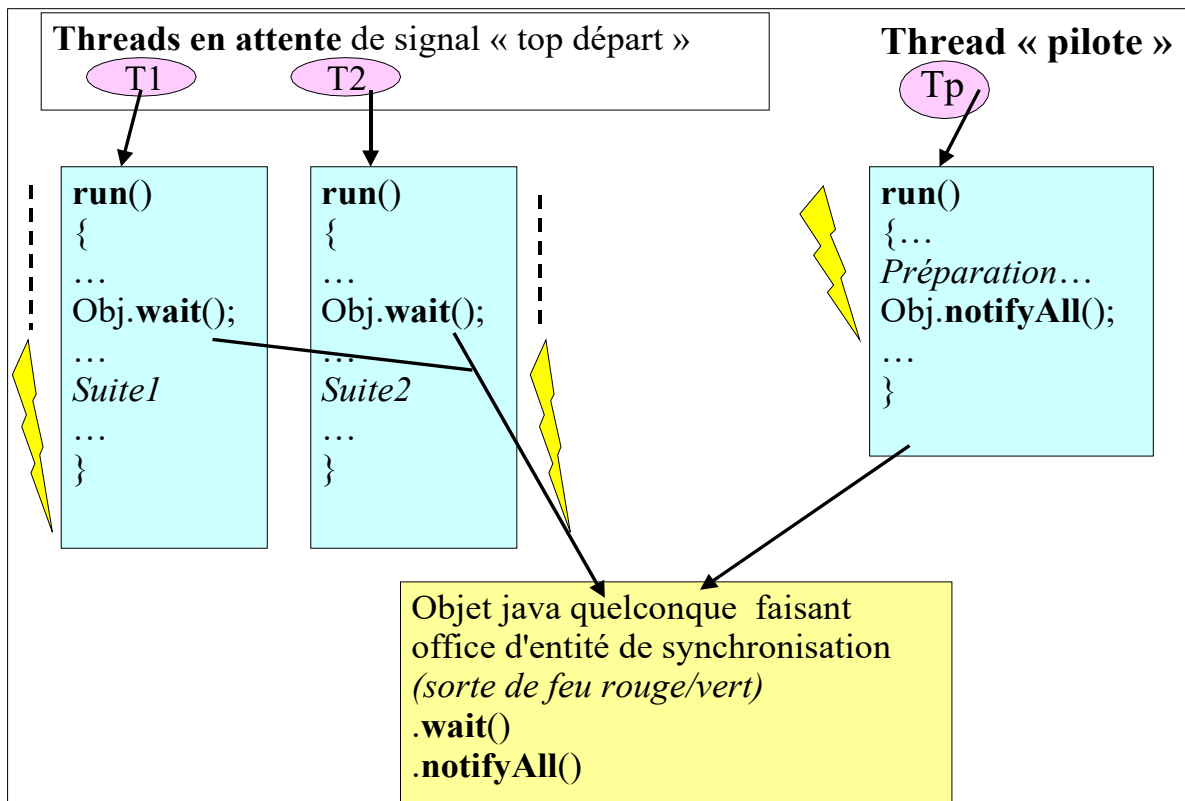 Threads en attente de signal « top départ »
T1
T2
Thread « pilote »
Tp
run()
{
…
Obj.wait();
…
Suite1
…
}
run()
{
…
Obj.wait();
…
Suite2
…
}
run()
{…
Préparation…
Obj.notifyAll();
…
}
Objet java quelconque faisant
office d'entité de synchronisation
(sorte de feu rouge/vert)
.wait()
.notifyAll()